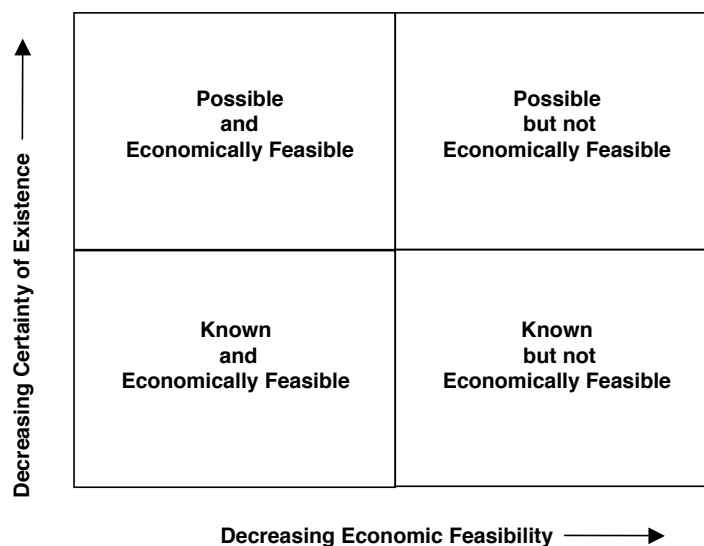 Possible
and
Economically Feasible
Possible
but not
Economically Feasible
Known
and
Economically Feasible
Known
but not
Economically Feasible
Decreasing Certainty of Existence
Decreasing Economic Feasibility